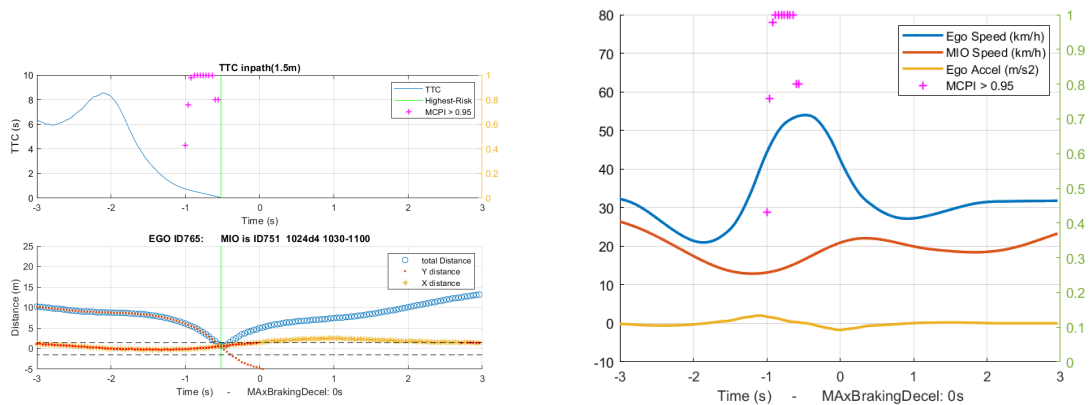 TTC inpath(1.5m)
10
8
6
4
2
0
TTC (s)
1
0.8
0.6
0.4
0.2
0
TTC
Highest-Risk
MCPI > 0.95
-3 -2 -1 0 1 2 3
Time (s)
EGO ID765: MIO is ID751 1024d4 1030-1100
25
20
15
10
5
0
-5
Distance (m)
total Distance
Y distance
X distance
-3 -2 -1 0 1 2 3
Time (s) - MAxBrakingDecel: 0s
80
70
60
50
40
30
20
10
0
-10
1
0.9
0.8
0.7
0.6
0.5
0.4
0.3
0.2
0.1
0
Ego Speed (km/h)
MIO Speed (km/h)
Ego Accel (m/s2)
MCPI > 0.95
-3 -2 -1 0 1 2 3
Time (s) - MAxBrakingDecel: 0s